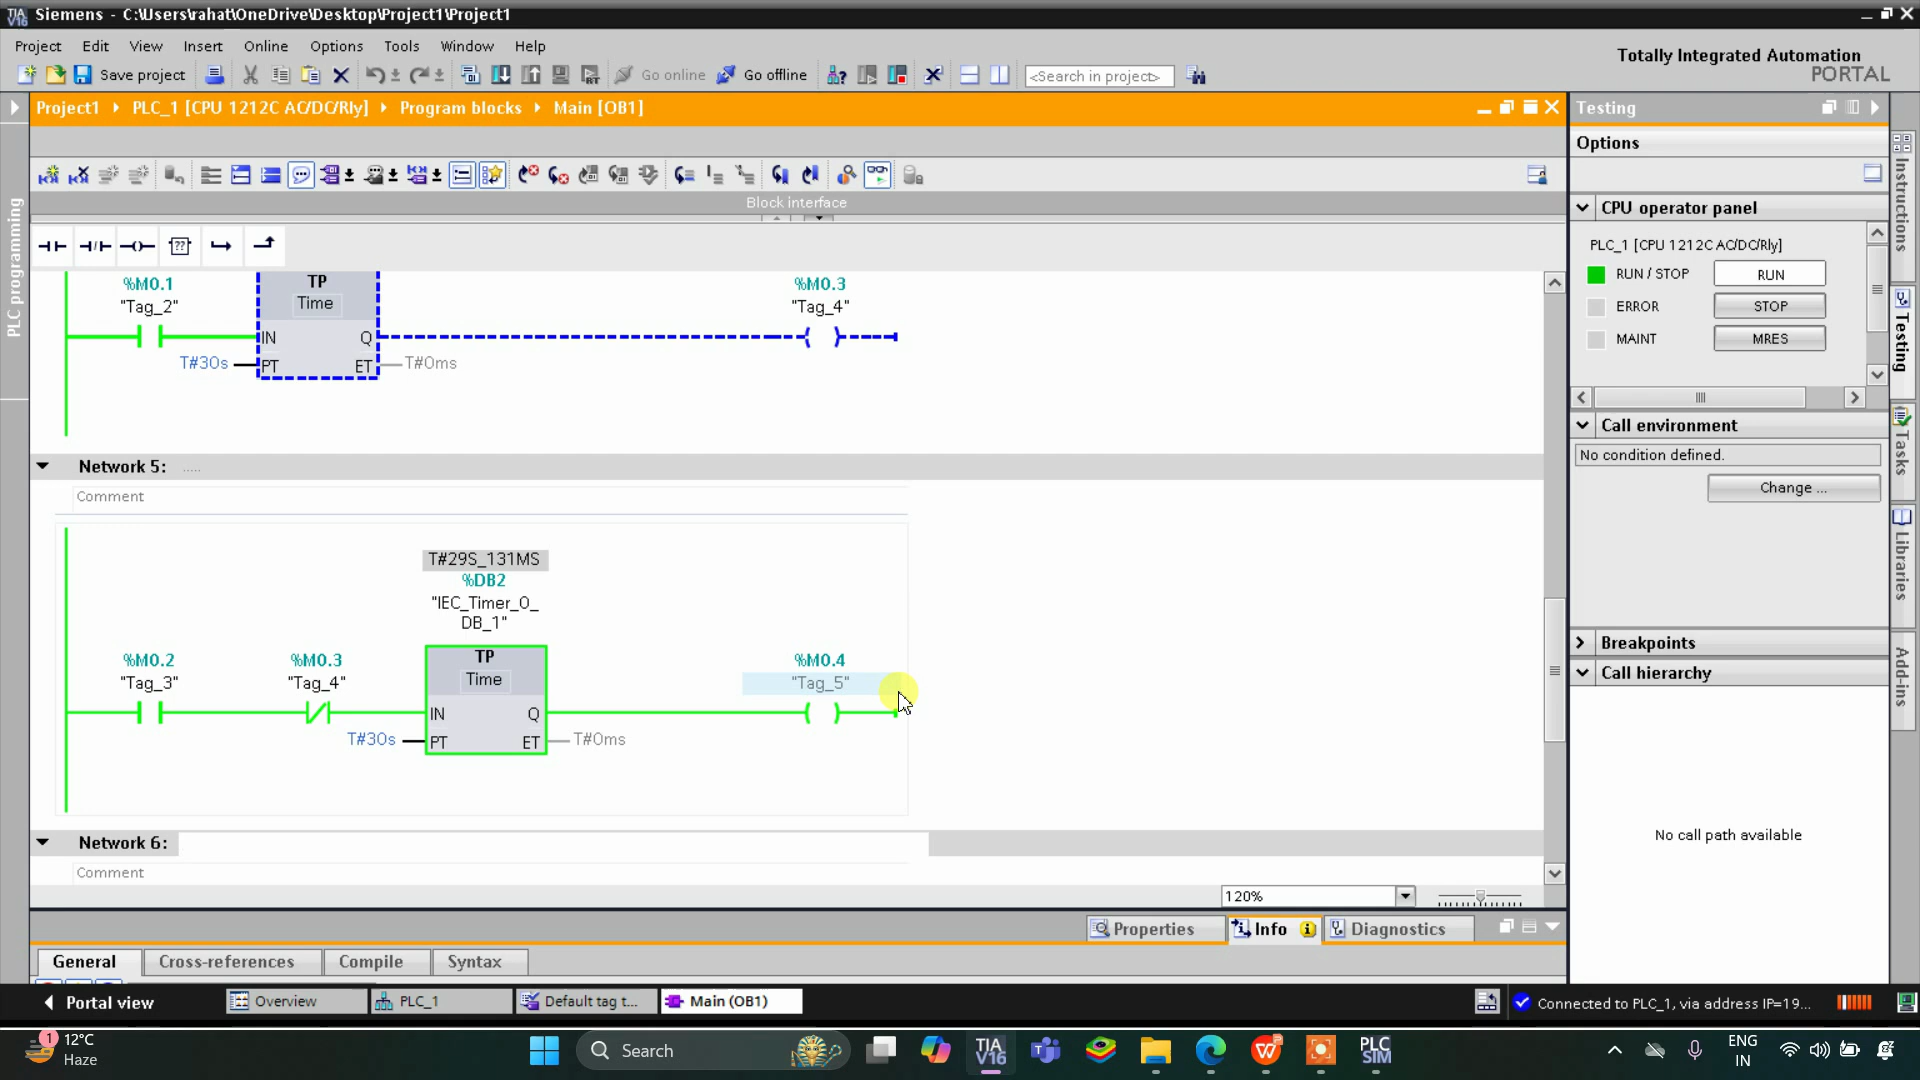 TIA V16 Siemens - C:\Users\rahat\OneDrive\Desktop\Project1\Project1
Project Edit View Insert Online Options Tools Window Help
Totally Integrated Automation
PORTAL
Save project Go online Go offline <Search in project>
Project1 PLC_1 [CPU 1212C AC/DC/Rly] Program blocks Main [OB1]
Block interface
PLC programming
??
%M0.1
"Tag_2"
TP
Time
IN Q
T#30s PT ET T#0ms
%M0.3
"Tag_4"
Network 5: .....
Comment
T#29S_131MS
%DB2
"IEC_Timer_0_
DB_1"
%M0.2
"Tag_3"
%M0.3
"Tag_4"
TP
Time
IN Q
T#30s PT ET T#0ms
%M0.4
"Tag_5"
Network 6:
Comment
120%
Properties Info Diagnostics
General Cross-references Compile Syntax
Testing
Options
CPU operator panel
PLC_1 [CPU 1212C AC/DC/Rly]
RUN / STOP RUN
ERROR STOP
MAINT MRES
Call environment
No condition defined.
Change ...
Breakpoints
Call hierarchy
No call path available
Instructions
Testing
Tasks
Libraries
Add-ins
Portal view Overview PLC_1 Default tag t... Main (OB1) Connected to PLC_1, via address IP=19...
1
12°C
Haze
Search
TIA
V16
PLC
SIM
ENG
IN